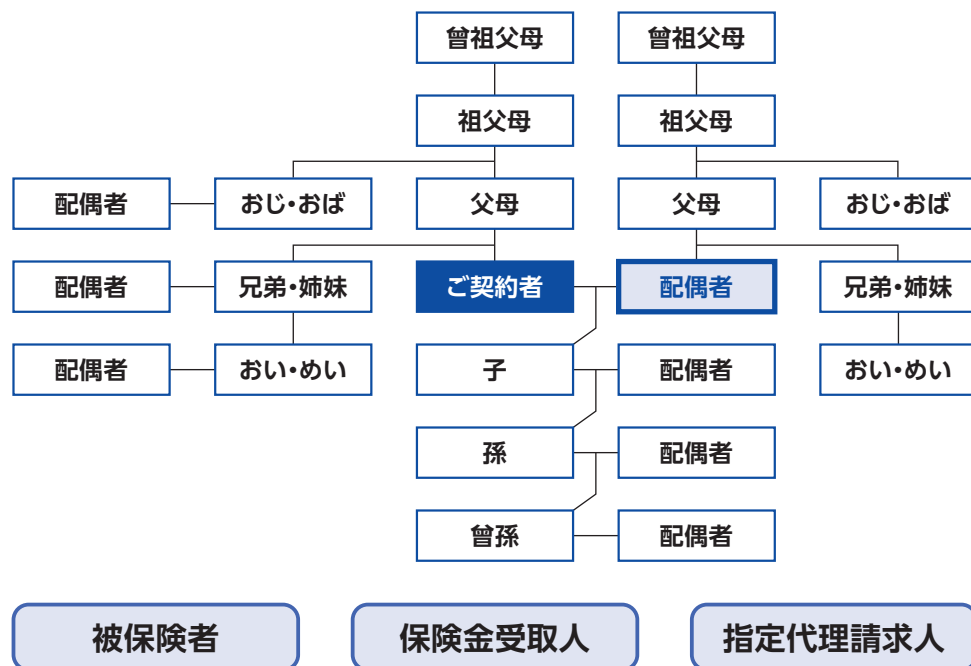 曾祖父母
曾祖父母
祖父母
祖父母
配偶者
おじ・おば
父母
父母
おじ・おば
配偶者
兄弟・姉妹
ご契約者
配偶者
兄弟・姉妹
配偶者
おい・めい
子
配偶者
おい・めい
孫
配偶者
曾孫
配偶者
被保険者
保険金受取人
指定代理請求人